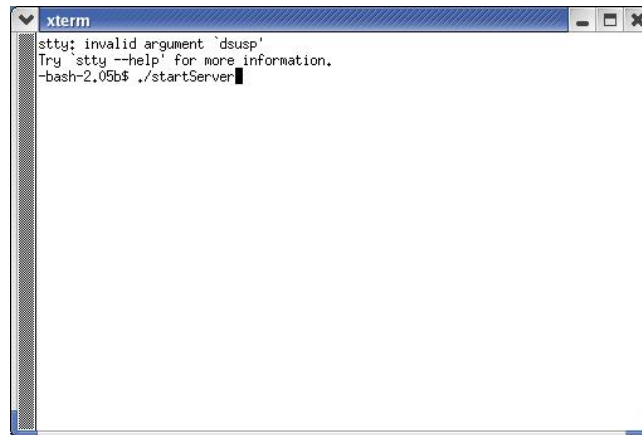 xterm
stty: invalid argument `dsusp'
Try `stty --help' for more information.
-bash-2.05b$ ./startServer